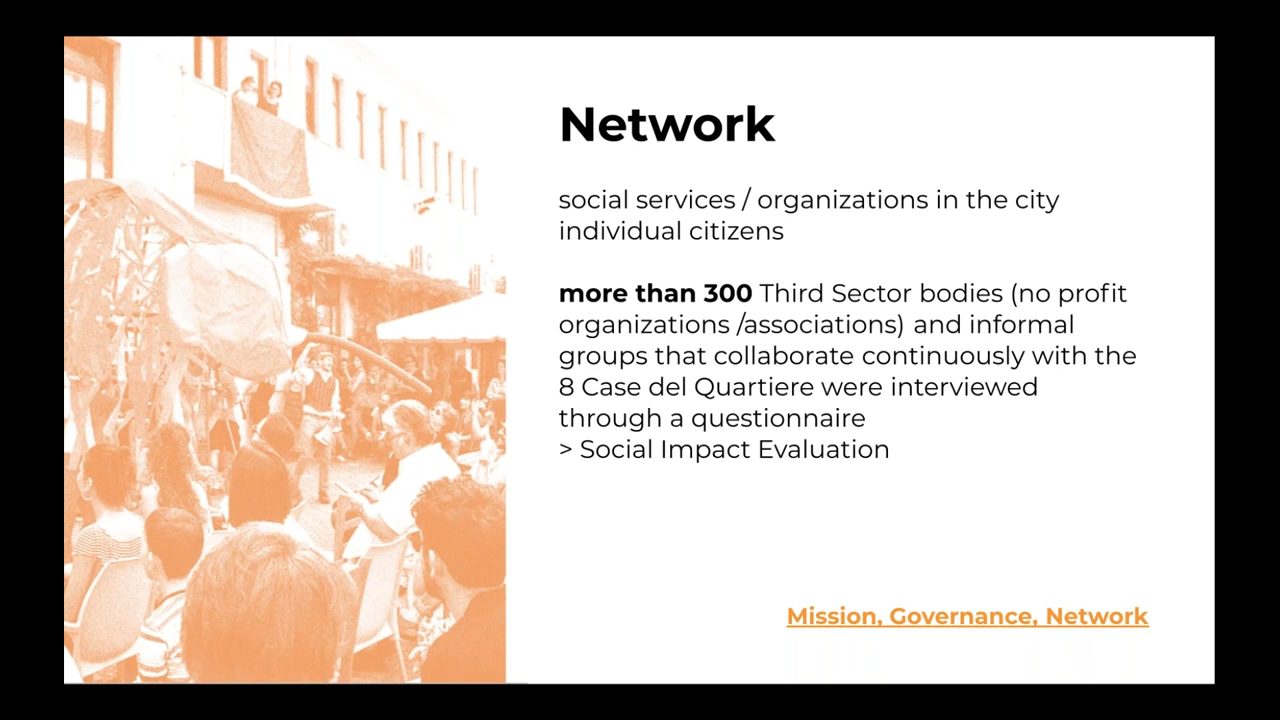 Network
social services / organizations in the city
individual citizens
more than 300 Third Sector bodies (no profit
organizations /associations) and informal
groups that collaborate continuously with the
8 Case del Quartiere were interviewed
through a questionnaire
> Social Impact Evaluation
Mission, Governance, Network